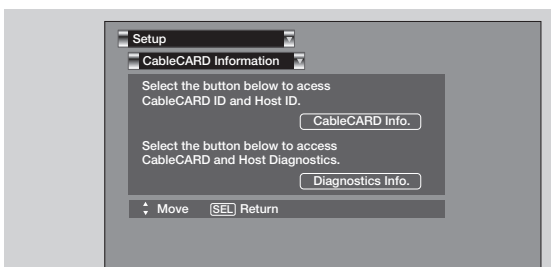 Setup
CableCARD Information
Select the button below to acess
CableCARD ID and Host ID.
CableCARD Info.
Select the button below to access
CableCARD and Host Diagnostics.
Diagnostics Info.
Move SEL Return